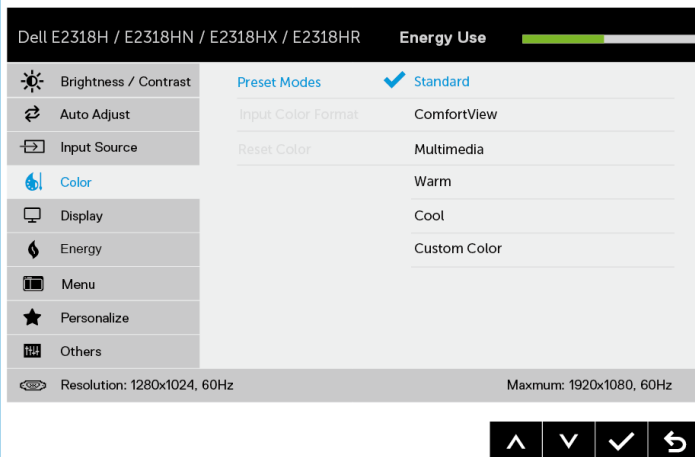 Dell E2318H / E2318HN / E2318HX / E2318HR Energy Use
Brightness / Contrast Preset Modes Standard
Auto Adjust Input Color Format ComfortView
Input Source Reset Color Multimedia
Color Warm
Display Cool
Energy Custom Color
Menu
Personalize
Others
Resolution: 1280x1024, 60Hz Maxmum: 1920x1080, 60Hz